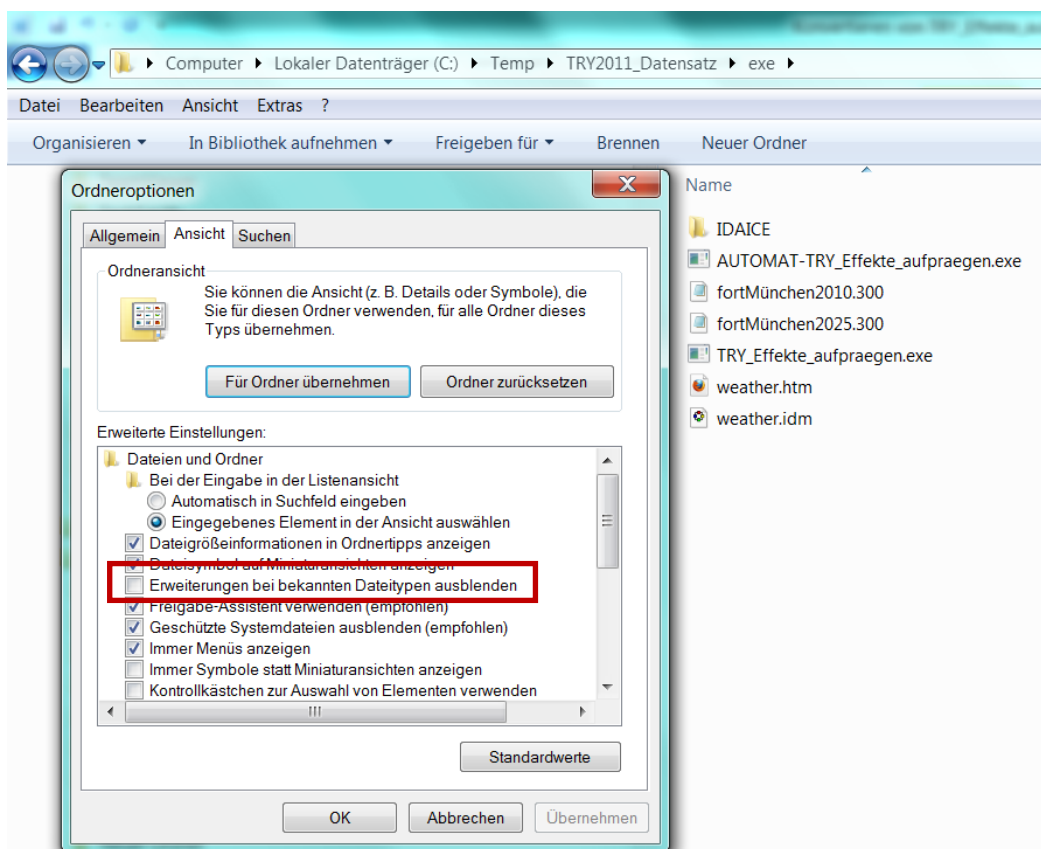 Computer Lokaler Datenträger (C:) Temp TRY2011_Datensatz exe
Datei Bearbeiten Ansicht Extras ?
Organisieren In Bibliothek aufnehmen Freigeben für Brennen Neuer Ordner
Ordneroptionen
X
Allgemein Ansicht Suchen
Ordneransicht
Sie können die Ansicht (z. B. Details oder Symbole), die
Sie für diesen Ordner verwenden, für alle Ordner dieses
Typs übernehmen.
Für Ordner übernehmen Ordner zurücksetzen
Erweiterte Einstellungen:
Dateien und Ordner
Bei der Eingabe in der Listenansicht
Automatisch in Suchfeld eingeben
Eingegebenes Element in der Ansicht auswählen
Dateigrößeinformationen in Ordnertipps anzeigen
Dateisymbol auf Miniaturansichten anzeigen
Erweiterungen bei bekannten Dateitypen ausblenden
Freigabe-Assistent verwenden (empfohlen)
Geschützte Systemdateien ausblenden (empfohlen)
Immer Menüs anzeigen
Immer Symbole statt Miniaturansichten anzeigen
Kontrollkästchen zur Auswahl von Elementen verwenden
Standardwerte
OK Abbrechen Übernehmen
Name
IDAICE
AUTOMAT-TRY_Effekte_aufpraegen.exe
fortMünchen2010.300
fortMünchen2025.300
TRY_Effekte_aufpraegen.exe
weather.htm
weather.idm